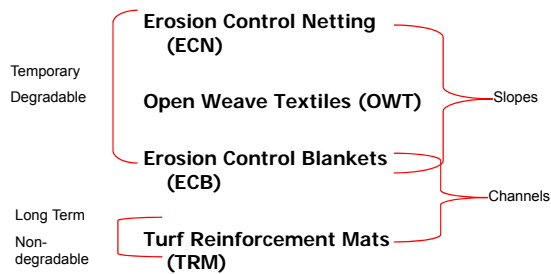 Erosion Control Netting
(ECN)
Temporary
Degradable
Open Weave Textiles (OWT)
Slopes
Erosion Control Blankets
(ECB)
Channels
Long Term
Non-
degradable
Turf Reinforcement Mats
(TRM)